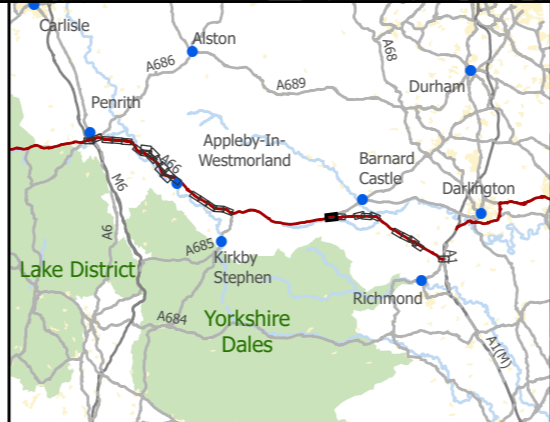 Carlisle
Alston
A68
A686
A689
Durham
Penrith
Appleby-In-
Westmorland
A66
Barnard
Castle
Darlington
M6
A6
A685
Kirkby
Stephen
A1
Lake District
Richmond
A684
Yorkshire
Dales
A1(M)